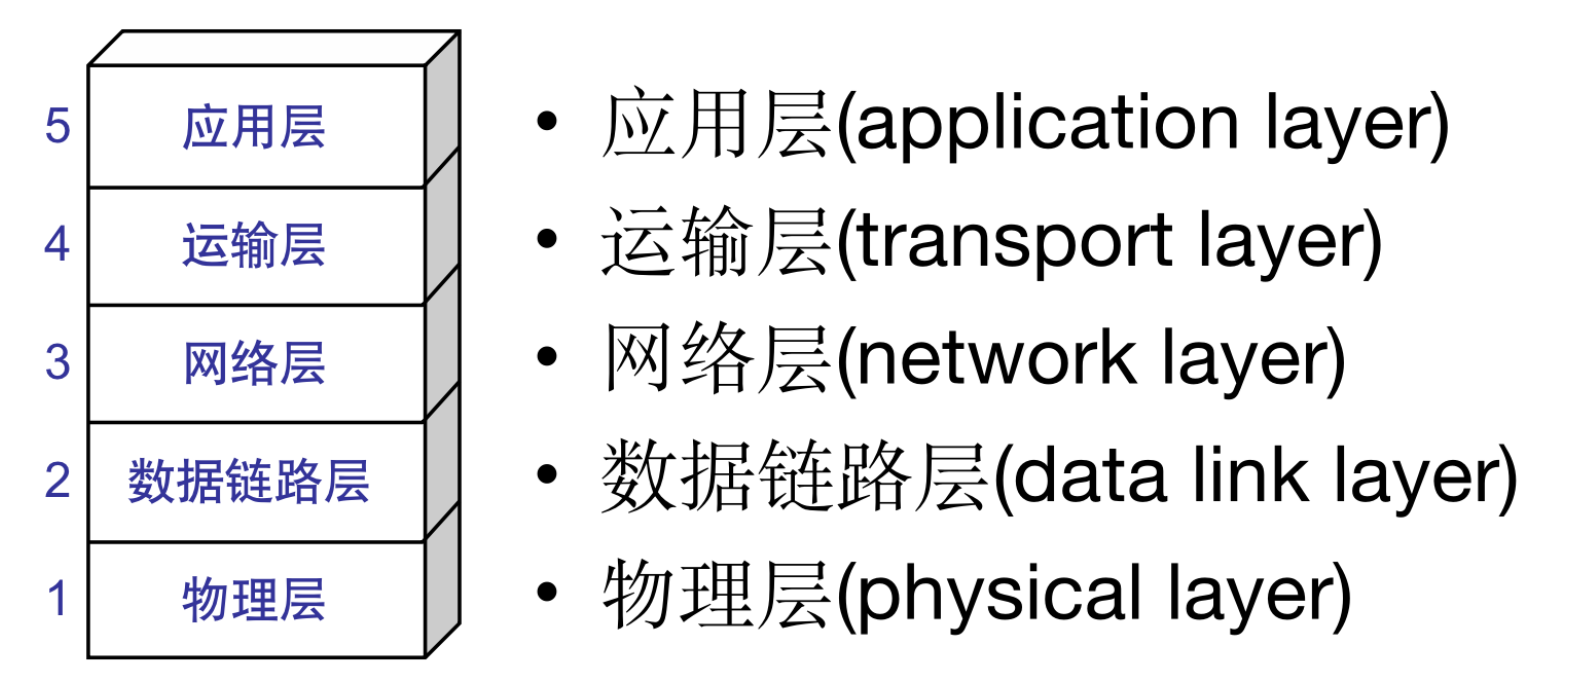 5 应用层
4 运输层
3 网络层
2 数据链路层
1 物理层
• 应用层(application layer)
• 运输层(transport layer)
• 网络层(network layer)
• 数据链路层(data link layer)
• 物理层(physical layer)